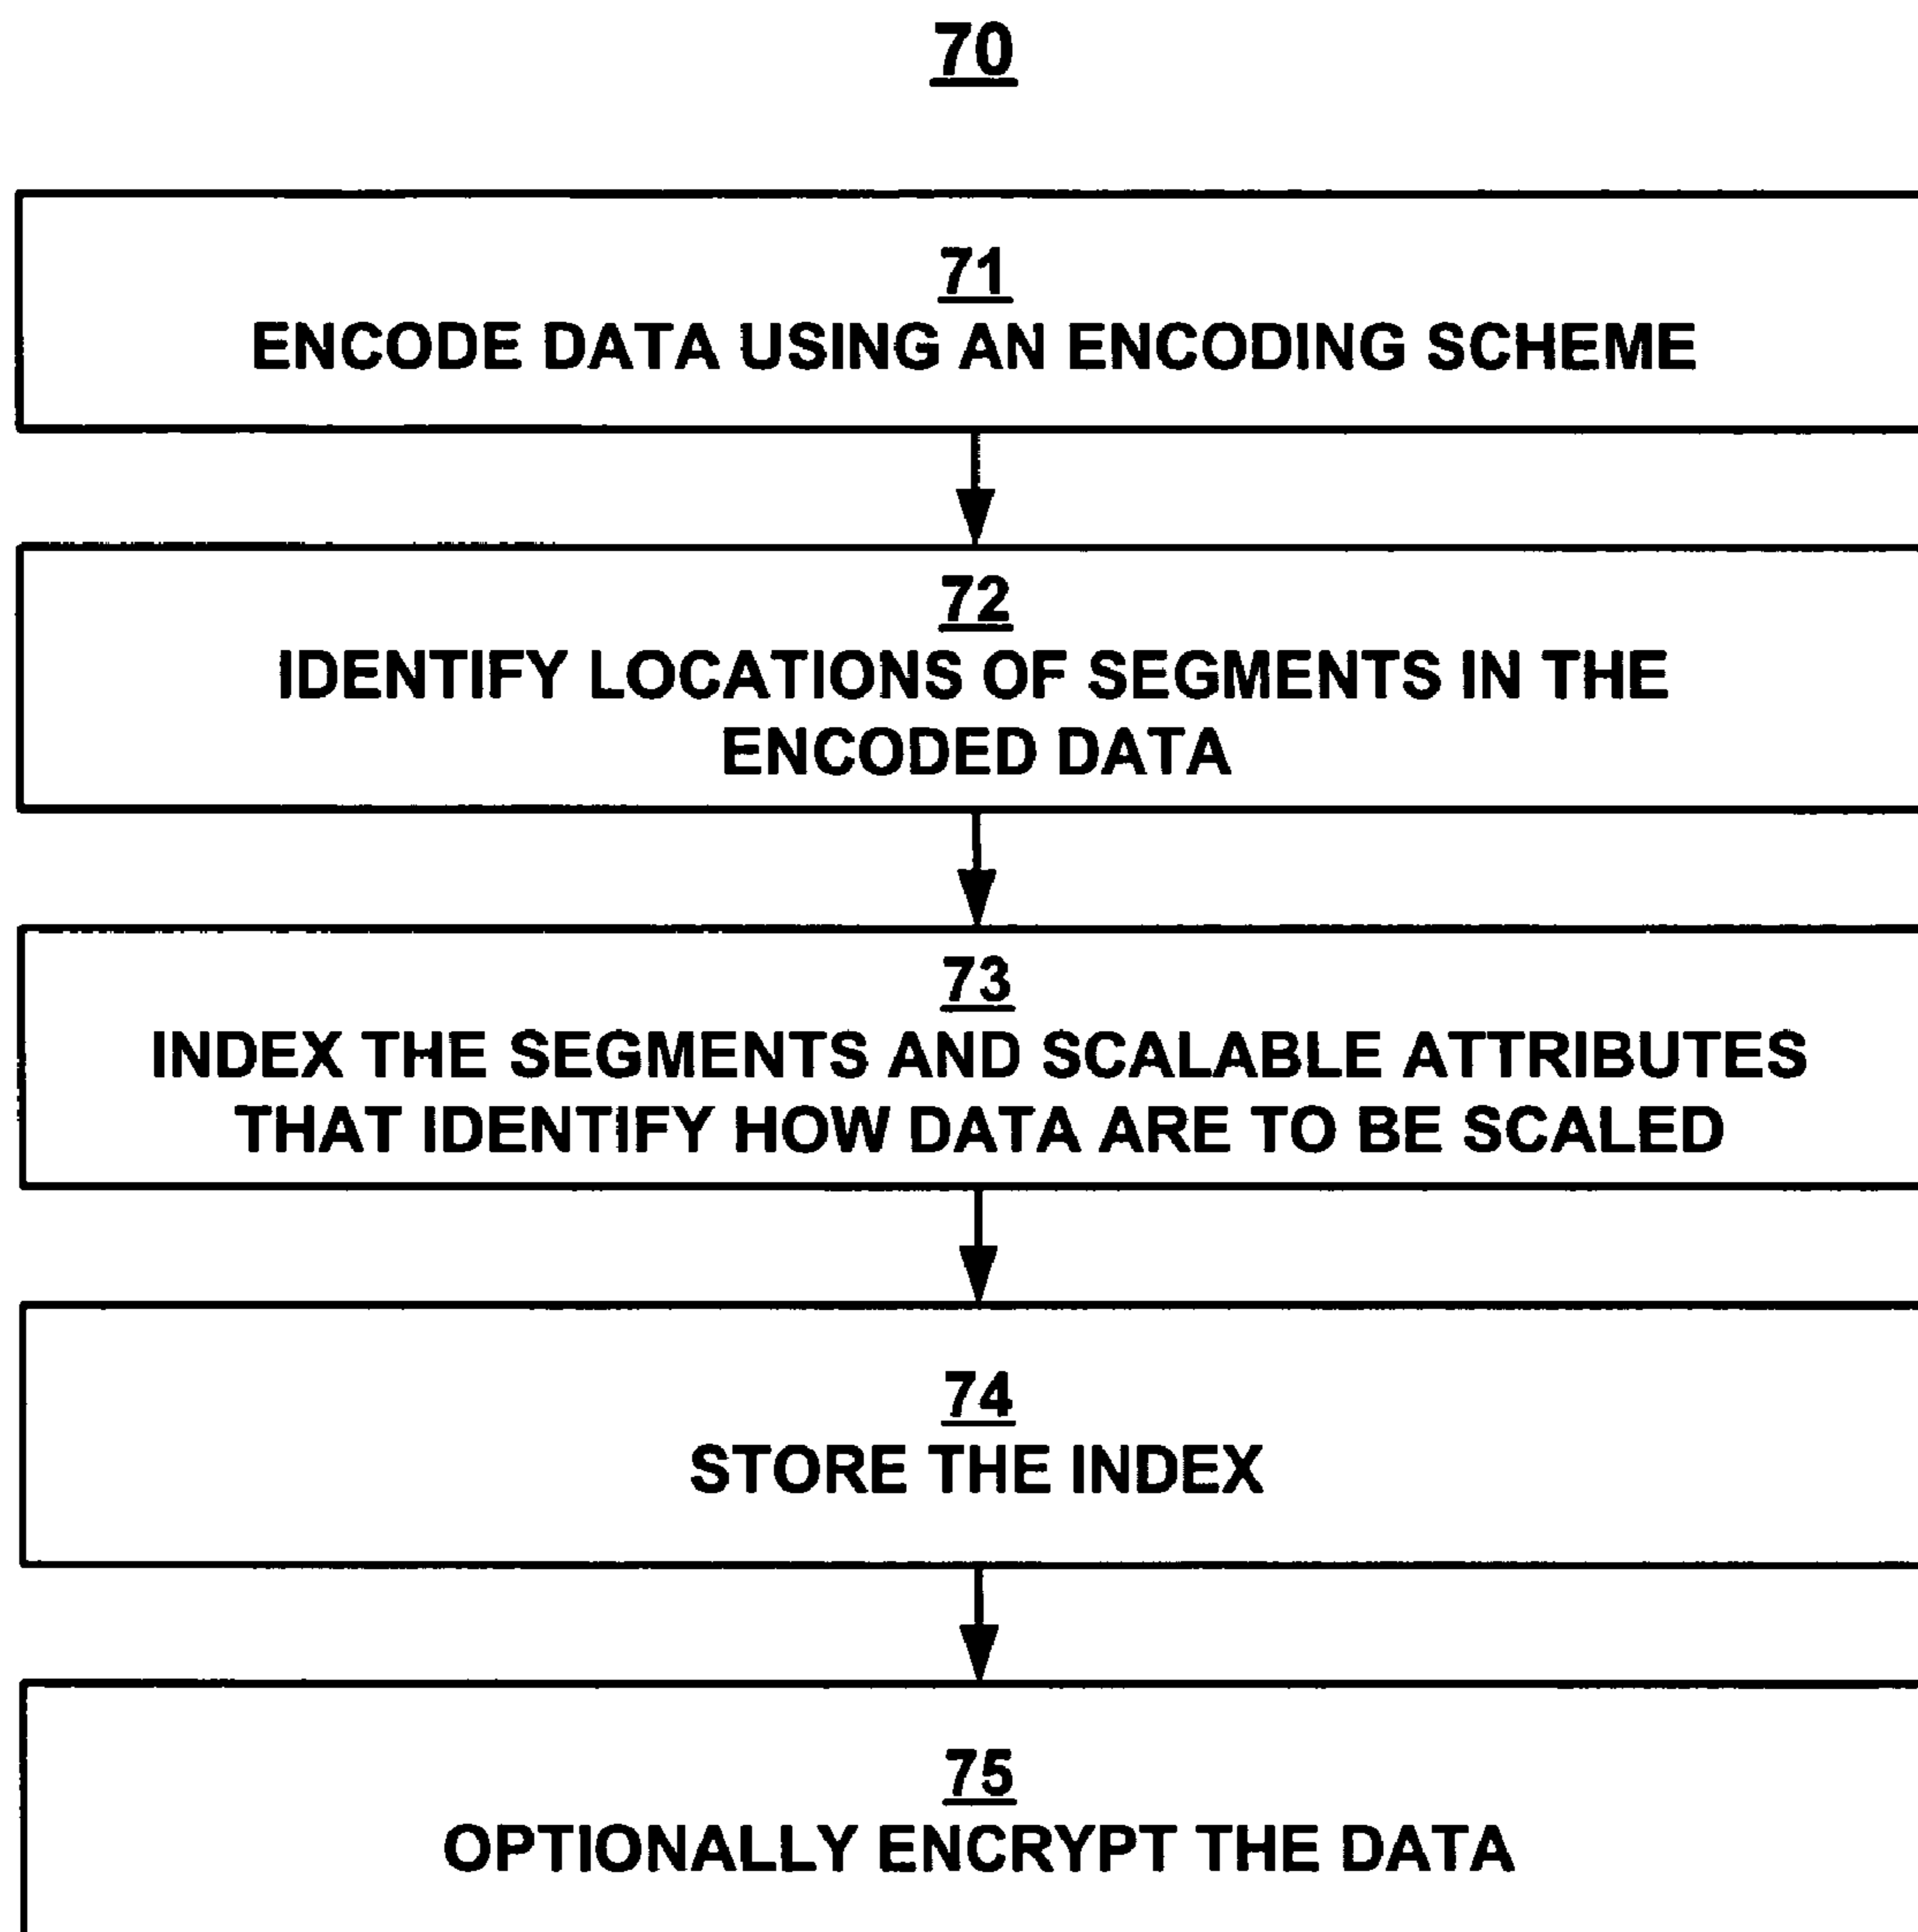 70
71
ENCODE DATA USING AN ENCODING SCHEME
72
IDENTIFY LOCATIONS OF SEGMENTS IN THE
ENCODED DATA
73
INDEX THE SEGMENTS AND SCALABLE ATTRIBUTES
THAT IDENTIFY HOW DATA ARE TO BE SCALED
74
STORE THE INDEX
75
OPTIONALLY ENCRYPT THE DATA